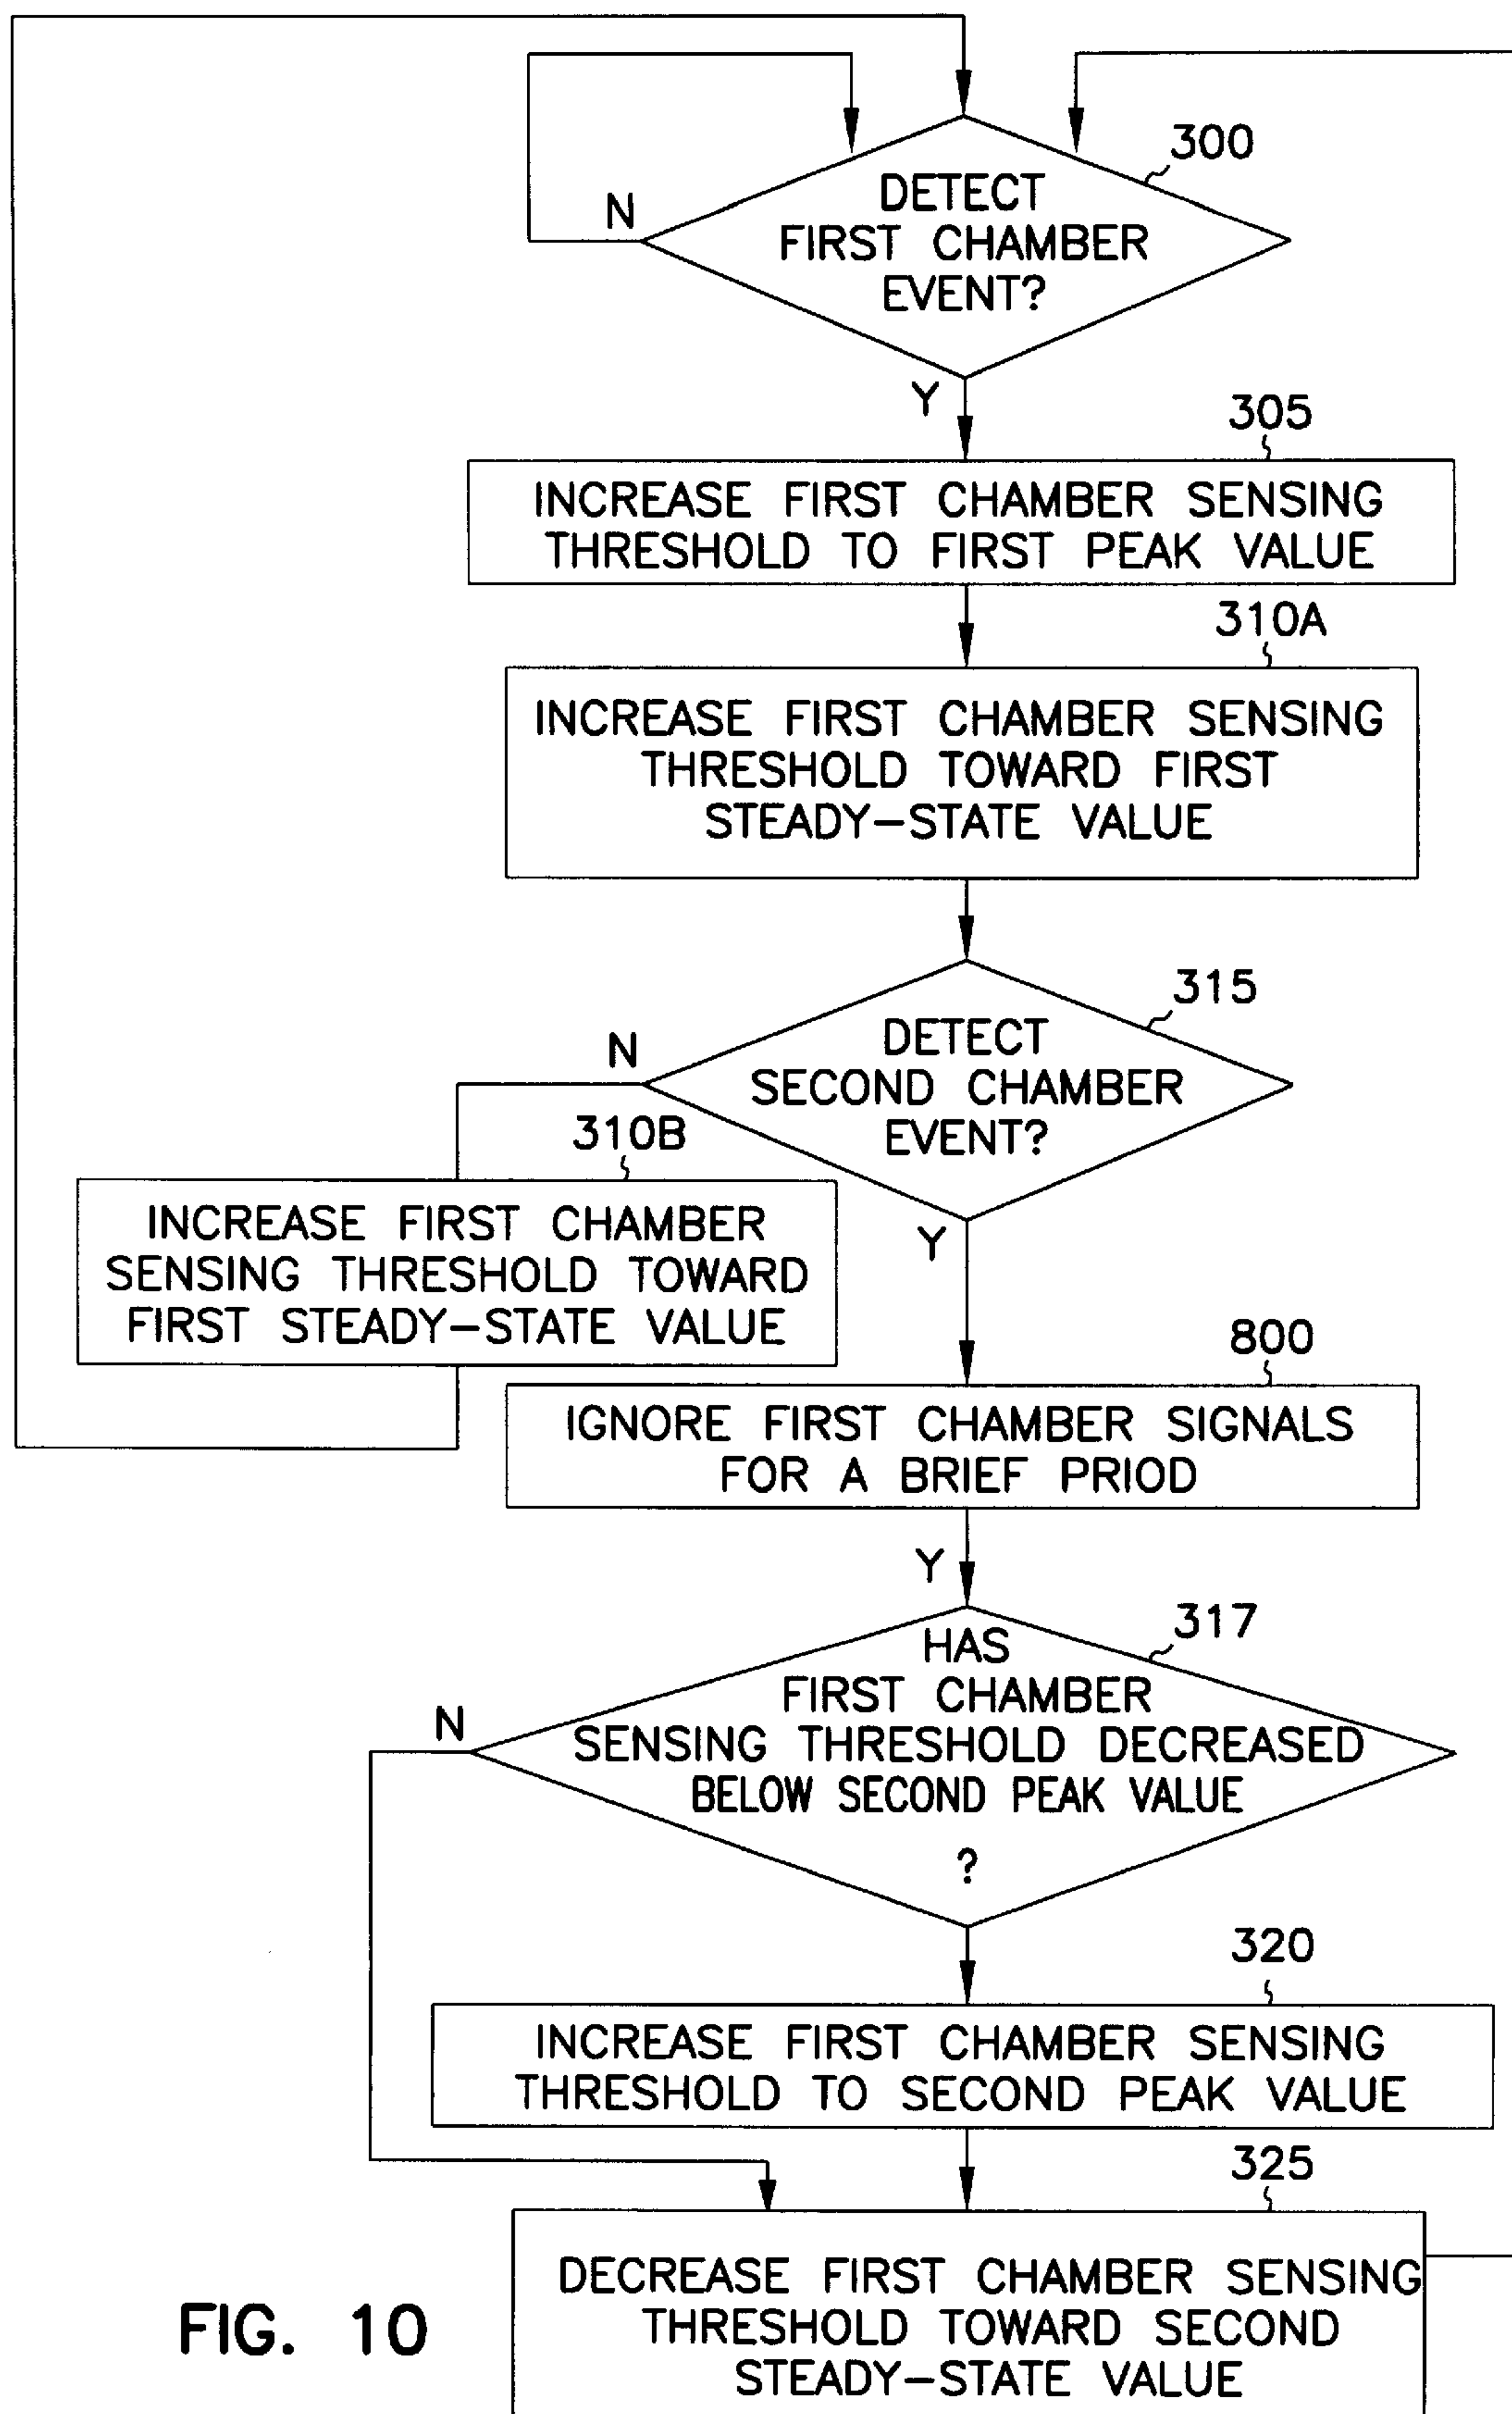 300
DETECT
FIRST CHAMBER
EVENT?
N
Y
305
INCREASE FIRST CHAMBER SENSING
THRESHOLD TO FIRST PEAK VALUE
310A
INCREASE FIRST CHAMBER SENSING
THRESHOLD TOWARD FIRST
STEADY-STATE VALUE
315
DETECT
SECOND CHAMBER
EVENT?
N
Y
310B
INCREASE FIRST CHAMBER
SENSING THRESHOLD TOWARD
FIRST STEADY-STATE VALUE
800
IGNORE FIRST CHAMBER SIGNALS
FOR A BRIEF PRIOD
Y
317
HAS
FIRST CHAMBER
SENSING THRESHOLD DECREASED
BELOW SECOND PEAK VALUE
?
N
320
INCREASE FIRST CHAMBER SENSING
THRESHOLD TO SECOND PEAK VALUE
325
DECREASE FIRST CHAMBER SENSING
THRESHOLD TOWARD SECOND
STEADY-STATE VALUE
FIG. 10